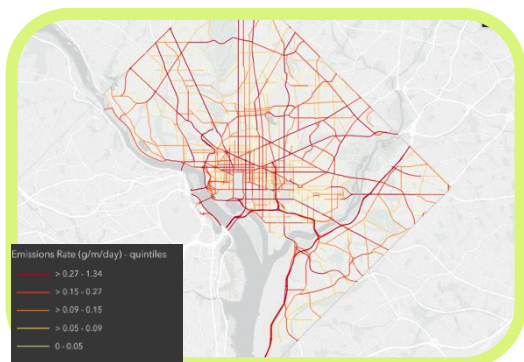 Emissions Rate (g/m/day) - quintiles
> 0.27 - 1.34
> 0.15 - 0.27
> 0.09 - 0.15
> 0.05 - 0.09
0 - 0.05